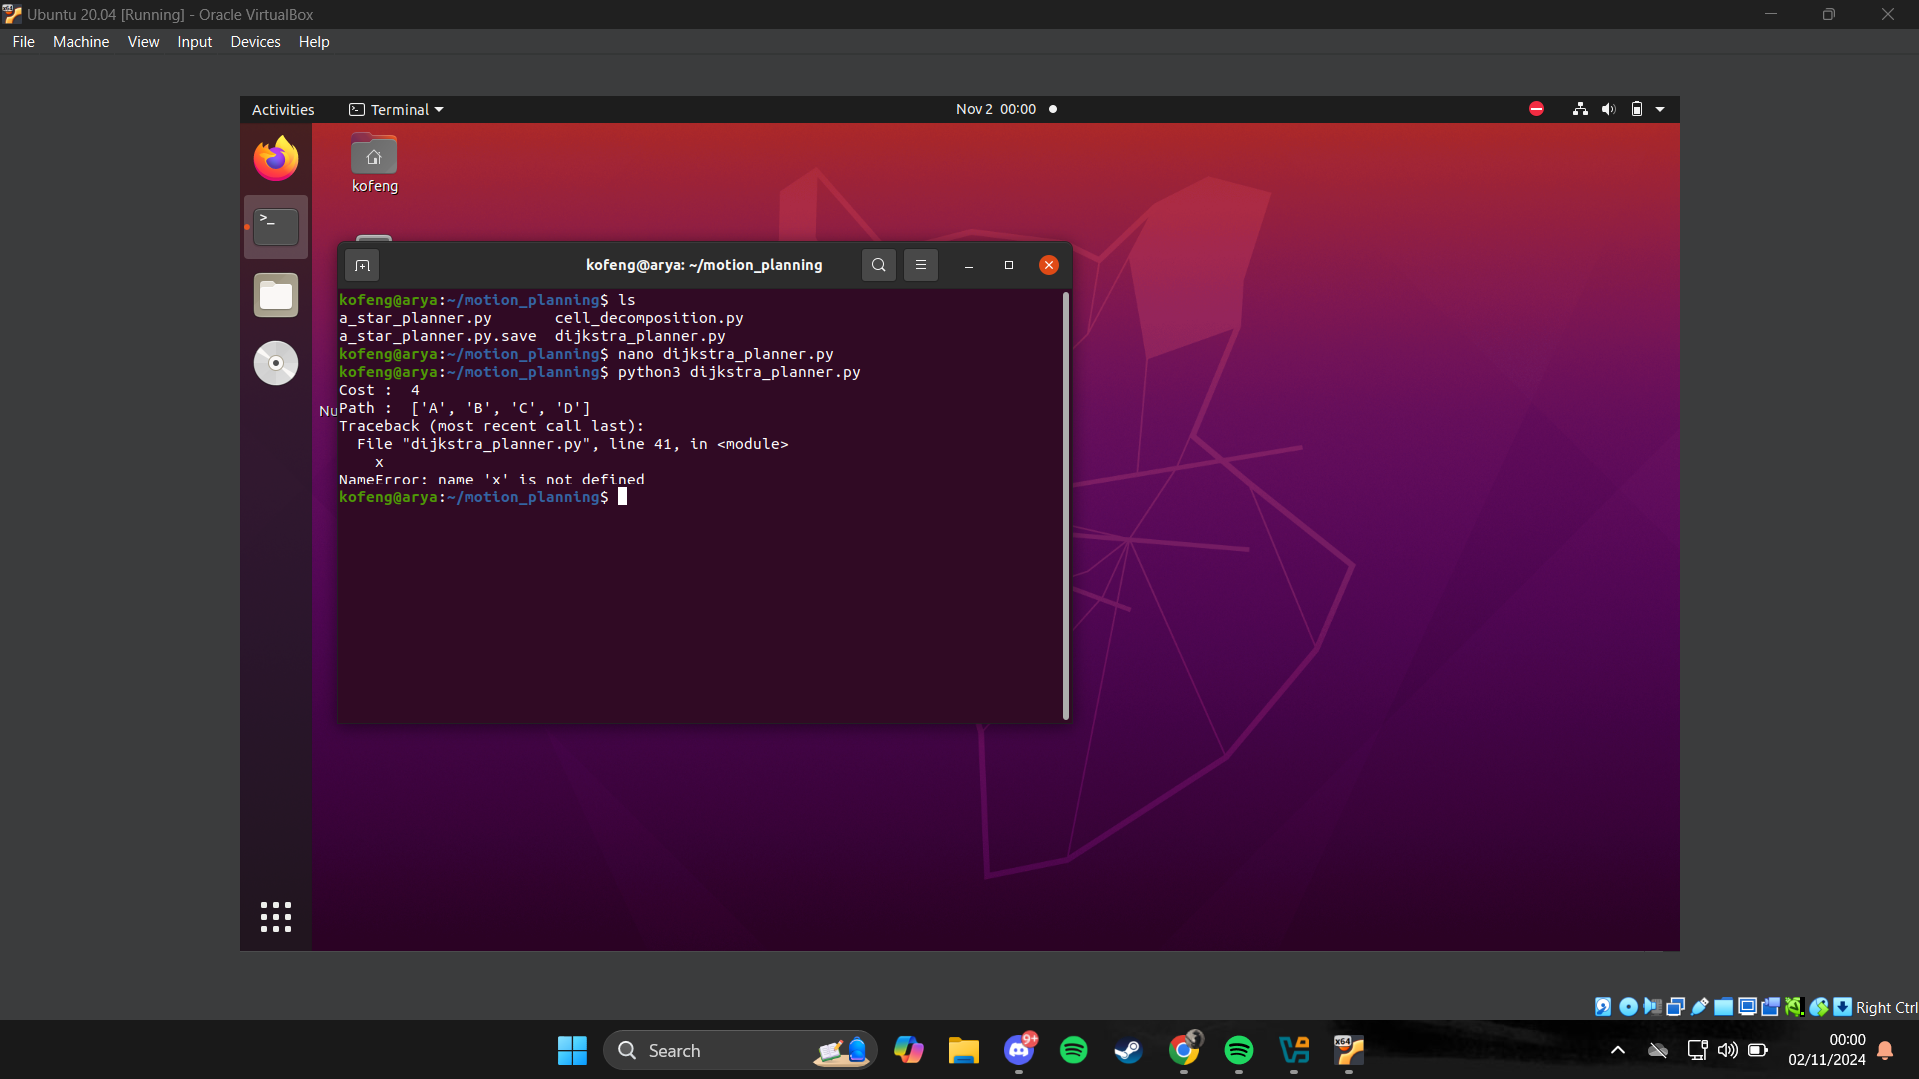 Ubuntu 20.04 [Running] - Oracle VirtualBox
File Machine View Input Devices Help
Activities Terminal Nov 2 00:00
kofeng
kofeng@arya: ~/motion_planning
kofeng@arya:~/motion_planning$ ls
a_star_planner.py cell_decomposition.py
a_star_planner.py.save dijkstra_planner.py
kofeng@arya:~/motion_planning$ nano dijkstra_planner.py
kofeng@arya:~/motion_planning$ python3 dijkstra_planner.py
Cost : 4
Nu
Path : ['A', 'B', 'C', 'D']
Traceback (most recent call last):
File "dijkstra_planner.py", line 41, in <module>
x
NameError: name 'x' is not defined
kofeng@arya:~/motion_planning$
Right Ctrl
Search
9+
x64
00:00
02/11/2024